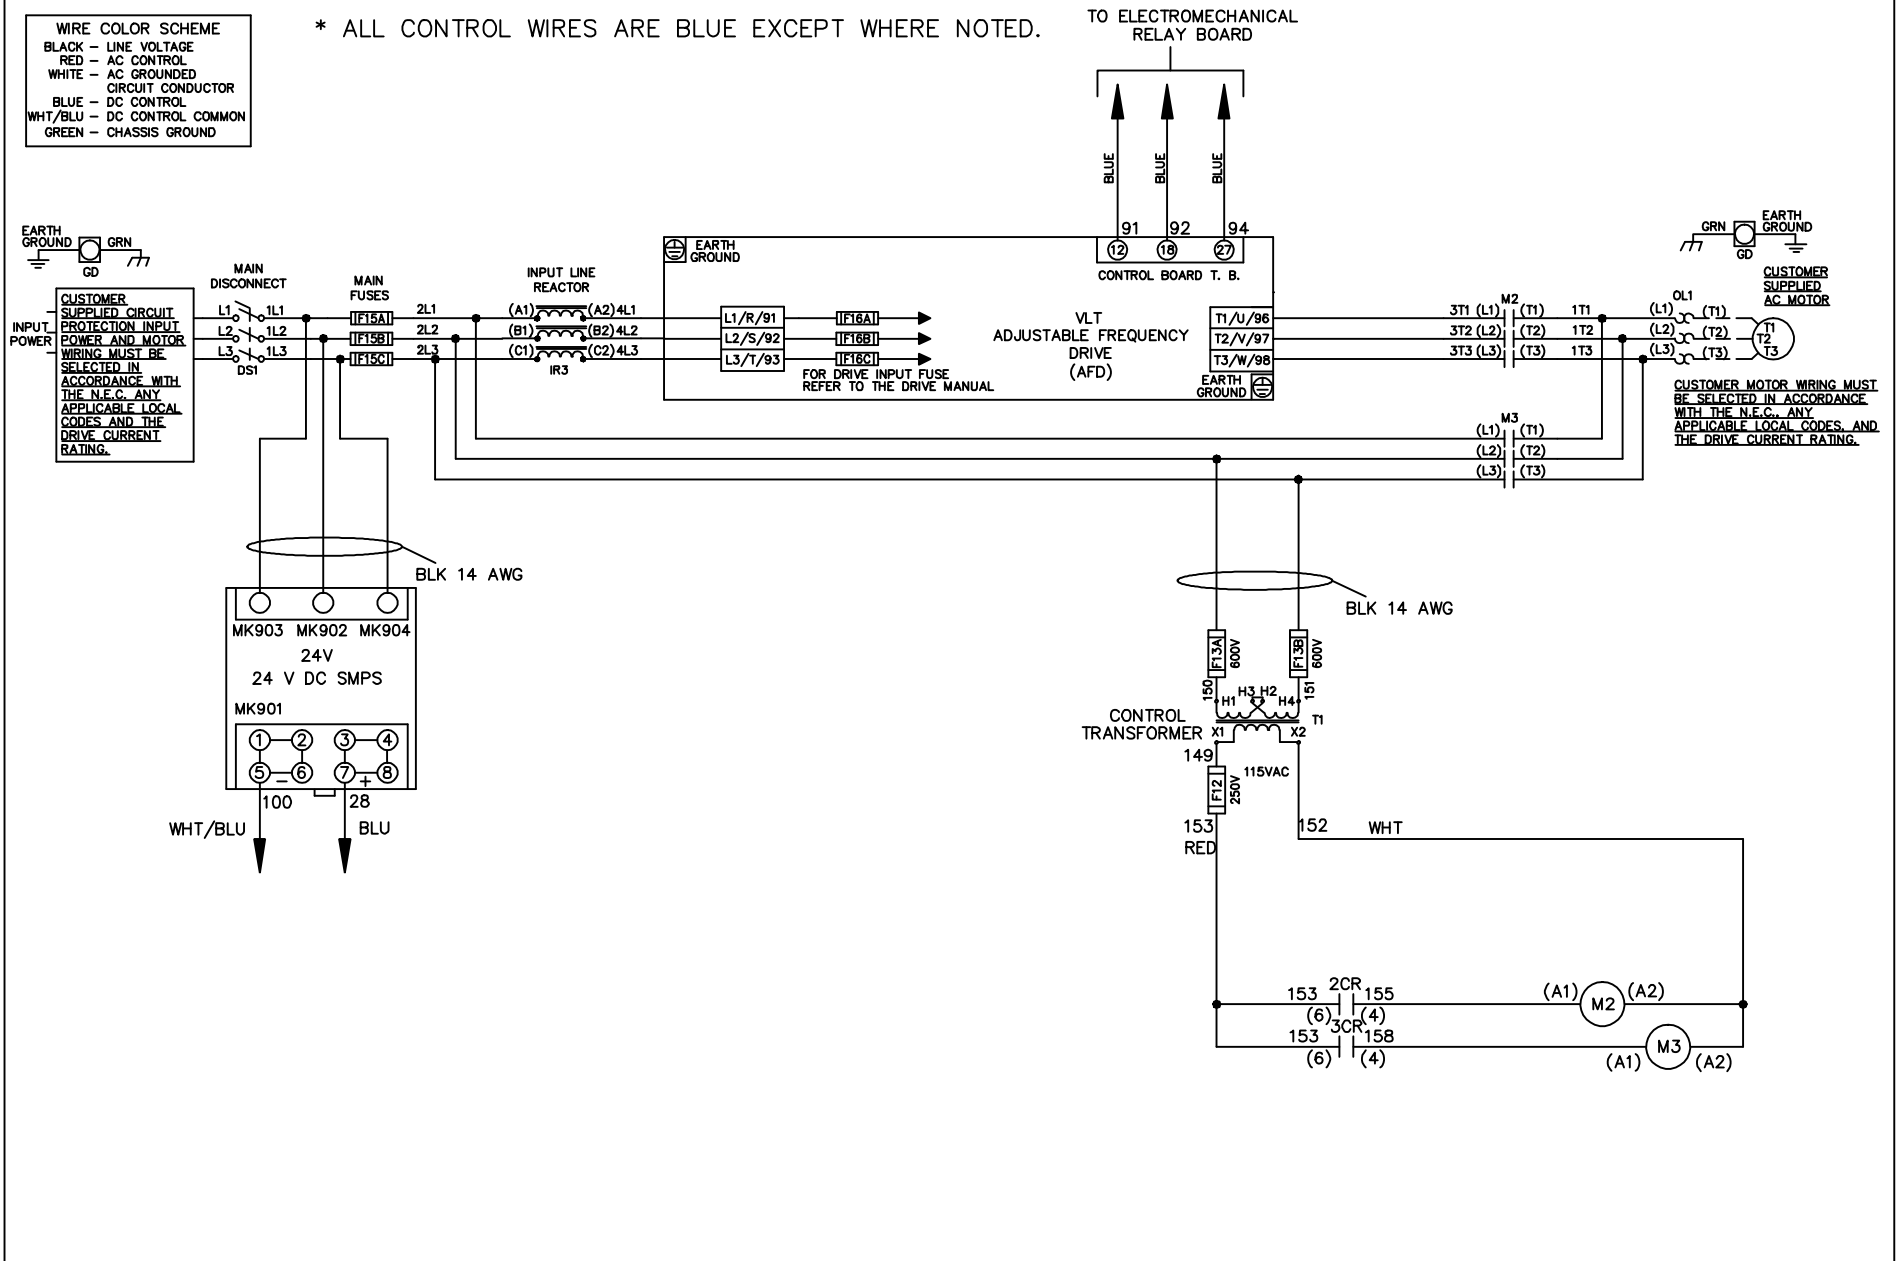 WIRE COLOR SCHEME
BLACK – LINE VOLTAGE
RED – AC CONTROL
WHITE – AC GROUNDED
CIRCUIT CONDUCTOR
BLUE – DC CONTROL
WHT/BLU – DC CONTROL COMMON
GREEN – CHASSIS GROUND
* ALL CONTROL WIRES ARE BLUE EXCEPT WHERE NOTED.
TO ELECTROMECHANICAL
RELAY BOARD
BLUE
BLUE
BLUE
91 92 94
12 18 27
CONTROL BOARD T. B.
EARTH
GROUND
GRN
GD
INPUT
POWER
CUSTOMER
SUPPLIED CIRCUIT
PROTECTION INPUT
POWER AND MOTOR
WIRING MUST BE
SELECTED IN
ACCORDANCE WITH
THE N.E.C. ANY
APPLICABLE LOCAL
CODES AND THE
DRIVE CURRENT
RATING.
MAIN
DISCONNECT
L1 1L1
L2 1L2
L3 1L3
DS1
MAIN
FUSES
F15A
F15B
F15C
2L1
2L2
2L3
INPUT LINE
REACTOR
(A1) (A2) 4L1
(B1) (B2) 4L2
(C1) (C2) 4L3
IR3
EARTH
GROUND
L1/R/91
L2/S/92
L3/T/93
F16A
F16B
F16C
FOR DRIVE INPUT FUSE
REFER TO THE DRIVE MANUAL
VLT
ADJUSTABLE FREQUENCY
DRIVE
(AFD)
T1/U/96
T2/V/97
T3/W/98
EARTH
GROUND
M2
3T1 (L1) (T1) 1T1
3T2 (L2) (T2) 1T2
3T3 (L3) (T3) 1T3
M3
(L1) (T1)
(L2) (T2)
(L3) (T3)
OL1
(L1) (T1)
(L2) (T2)
(L3) (T3)
T1
T2
T3
GRN
GD
EARTH
GROUND
CUSTOMER
SUPPLIED
AC MOTOR
CUSTOMER MOTOR WIRING MUST
BE SELECTED IN ACCORDANCE
WITH THE N.E.C., ANY
APPLICABLE LOCAL CODES, AND
THE DRIVE CURRENT RATING.
BLK 14 AWG
MK903 MK902 MK904
24V
24 V DC SMPS
MK901
1 2 3 4
5 – 6 7 + 8
100 28
WHT/BLU BLU
BLK 14 AWG
F13A
600V
F13B
600V
150
151
H1 H3 H2 H4
T1
CONTROL
TRANSFORMER
X1 X2
149
115VAC
F12
250V
153
RED
152 WHT
2CR
153 155
(6) (4)
(A1) M2 (A2)
3CR
153 158
(6) (4)
(A1) M3 (A2)